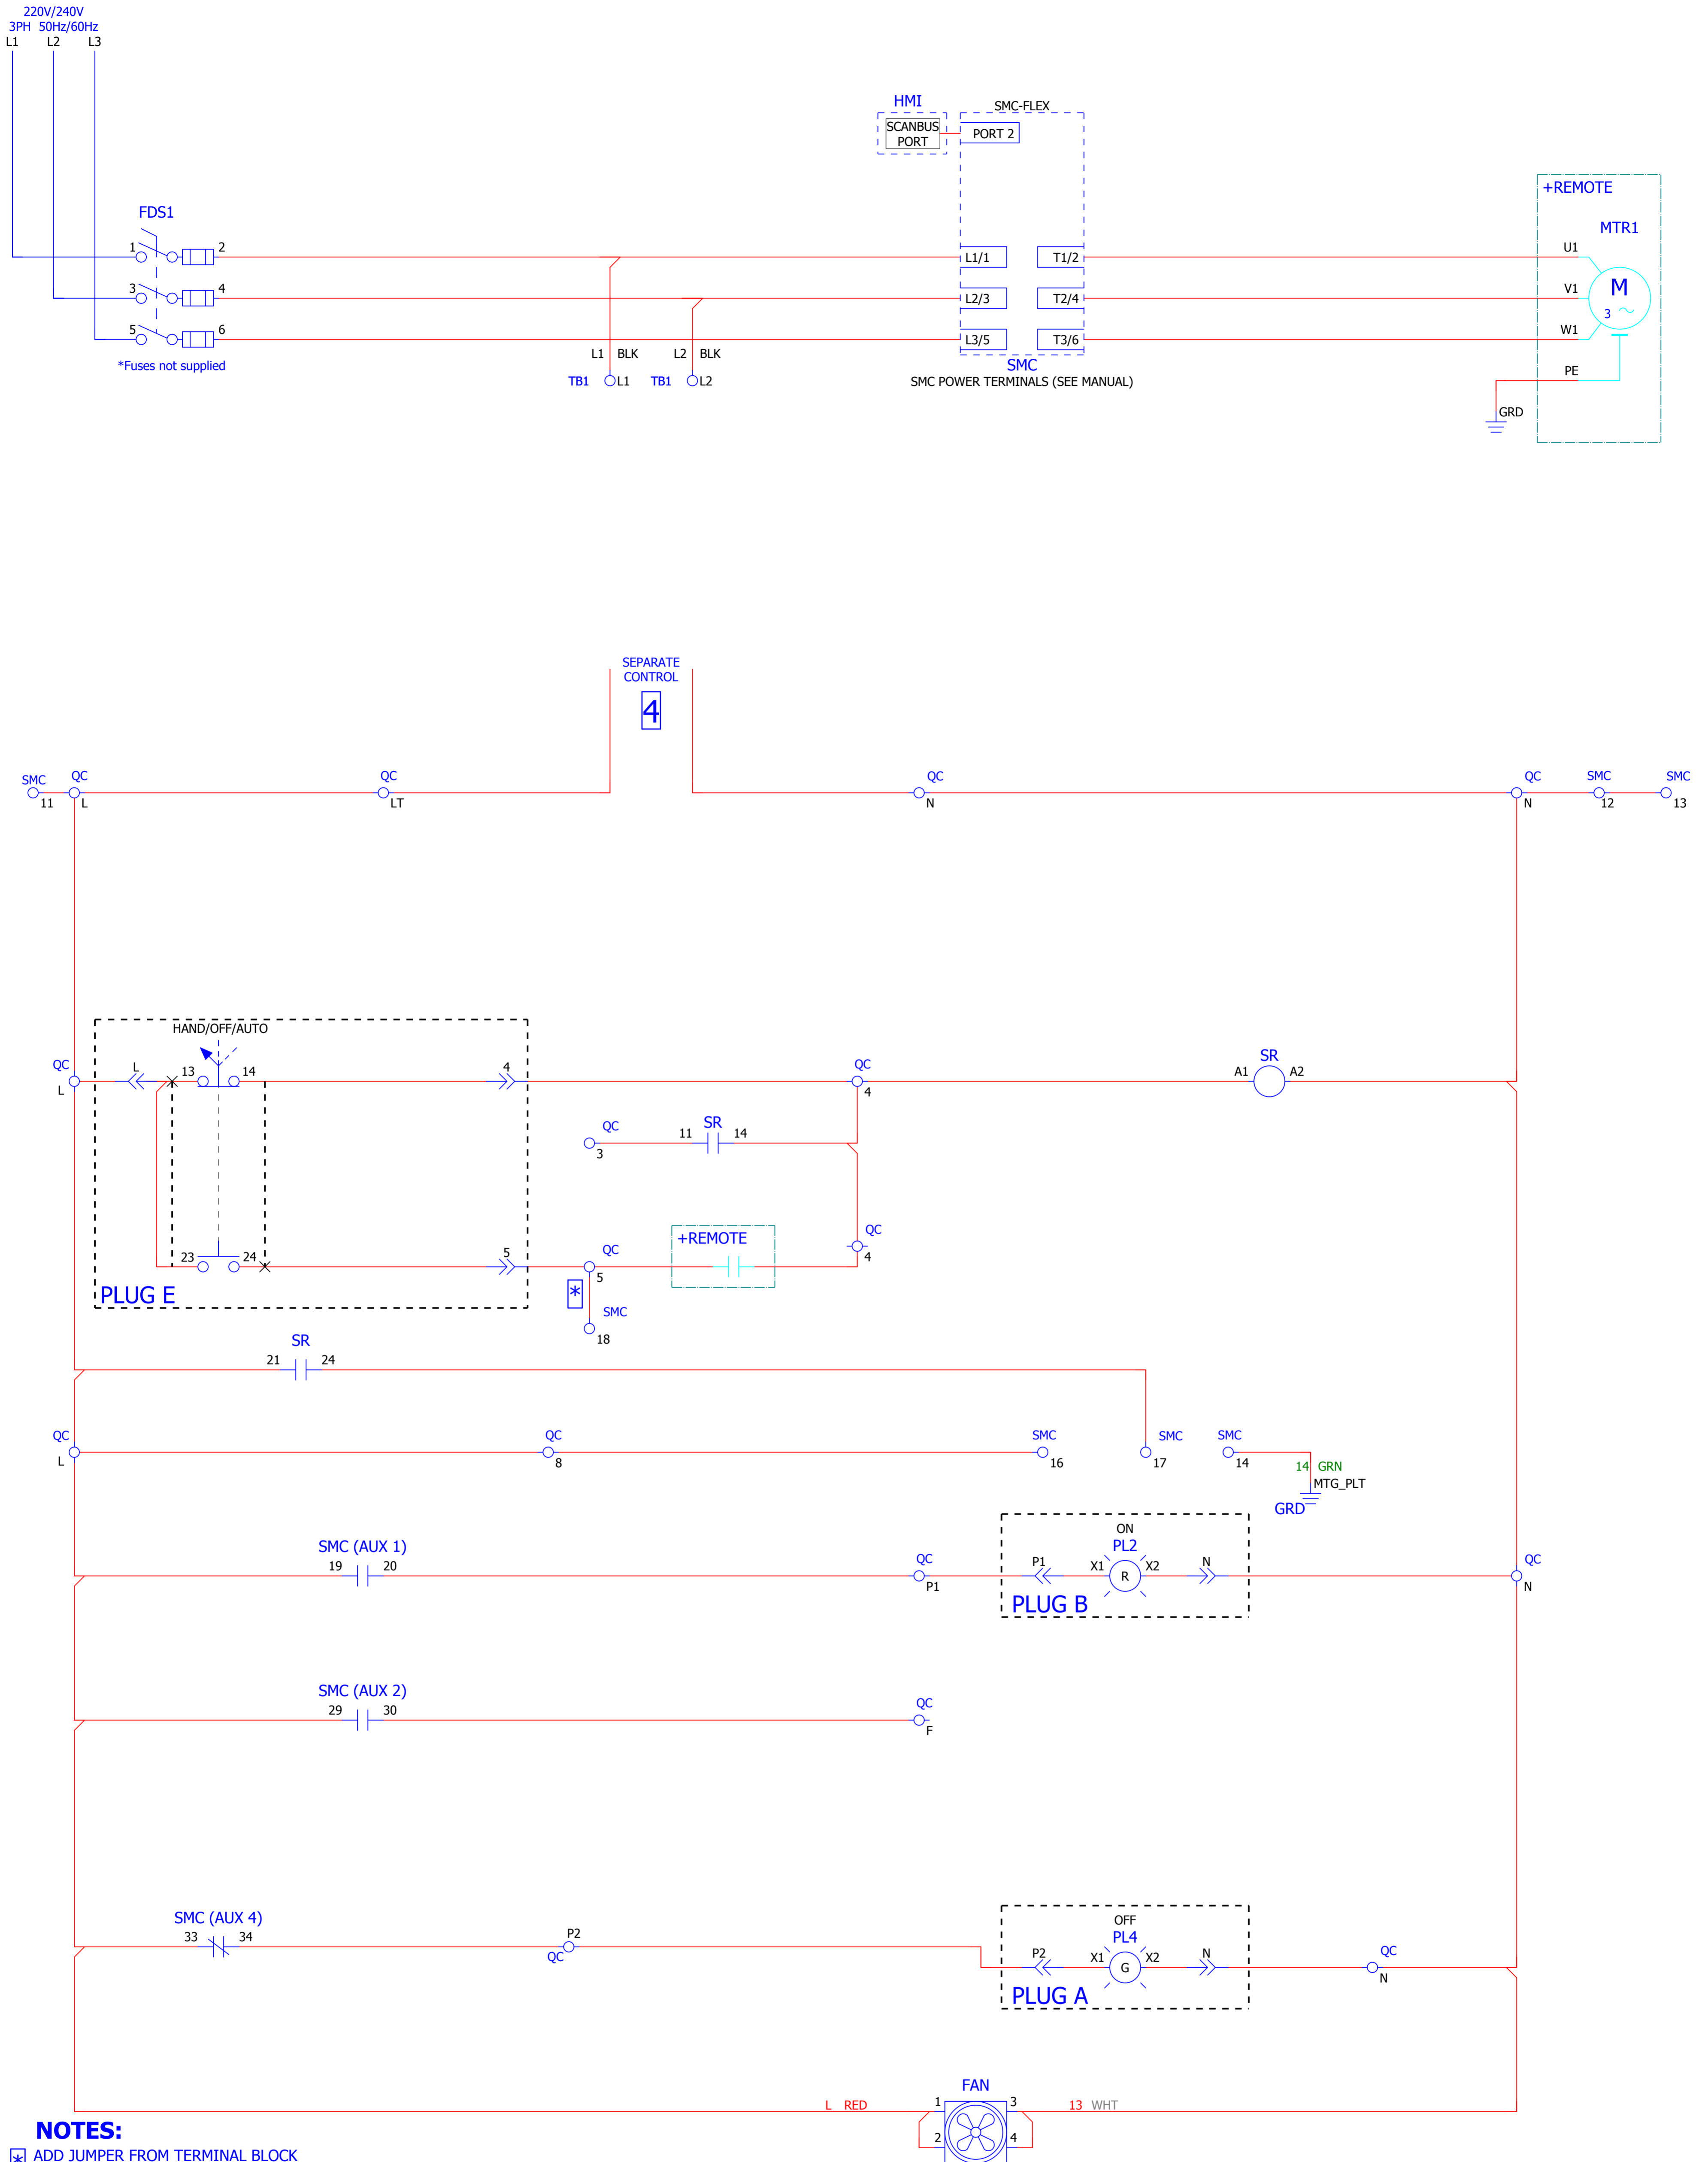 220V/240V
3PH 50Hz/60Hz
L1 L2 L3
HMI
SCANBUS
PORT
SMC-FLEX
PORT 2
+REMOTE
MTR1
FDS1
1 2
3 4
5 6
*Fuses not supplied
L1/1 T1/2
L2/3 T2/4
L3/5 T3/6
U1
V1
W1
PE
M
3
GRD
L1 BLK L2 BLK
TB1 L1 TB1 L2
SMC
SMC POWER TERMINALS (SEE MANUAL)
SEPARATE
CONTROL
4
SMC QC QC QC QC SMC SMC
11 L LT N N 12 13
HAND/OFF/AUTO
QC L 13 14 4 QC SR
L 4 A1 A2
QC SR
3 11 14
+REMOTE QC
4
23 24 5 QC
5
PLUG E
*
SMC
18
SR
21 24
QC QC SMC SMC SMC
L 8 16 17 14
14 GRN
MTG_PLT
GRD
SMC (AUX 1)
19 20
QC
P1
ON
PL2
P1 X1 R X2 N
PLUG B
QC
N
SMC (AUX 2)
29 30
QC
F
SMC (AUX 4)
33 34
P2
QC
OFF
PL4
P2 X1 G X2 N
PLUG A
QC
N
FAN
L RED 1 3 13 WHT
2 4
NOTES:
* ADD JUMPER FROM TERMINAL BLOCK